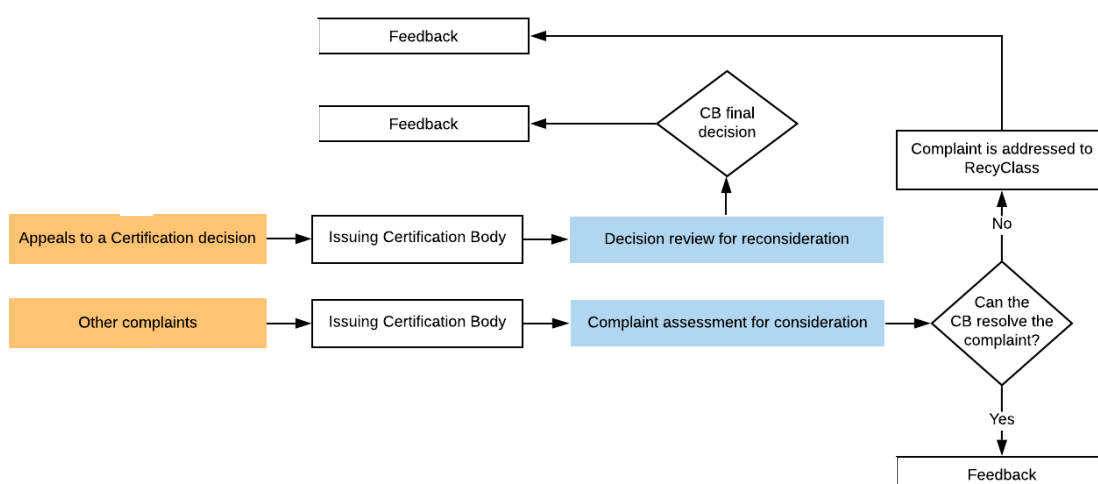 Feedback
Feedback
CB final
decision
Complaint is addressed to
RecyClass
Appeals to a Certification decision
Issuing Certification Body
Decision review for reconsideration
No
Other complaints
Issuing Certification Body
Complaint assessment for consideration
Can the
CB resolve the
complaint?
Yes
Feedback